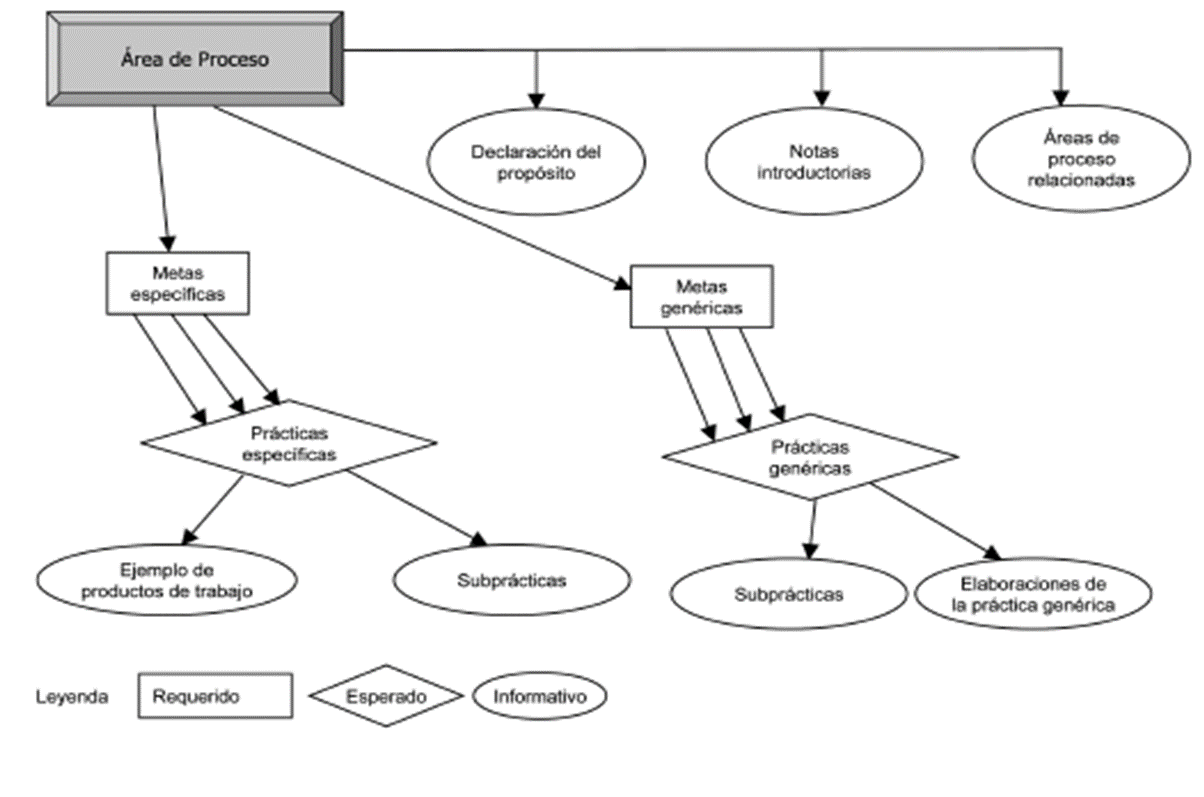 Área de Proceso
Declaración del
propósito
Notas
introductorias
Áreas de
proceso
relacionadas
Metas
específicas
Metas
genéricas
Prácticas
específicas
Prácticas
genéricas
Ejemplo de
productos de trabajo
Subprácticas
Subprácticas
Elaboraciones de
la práctica genérica
Leyenda
Requerido
Esperado
Informativo